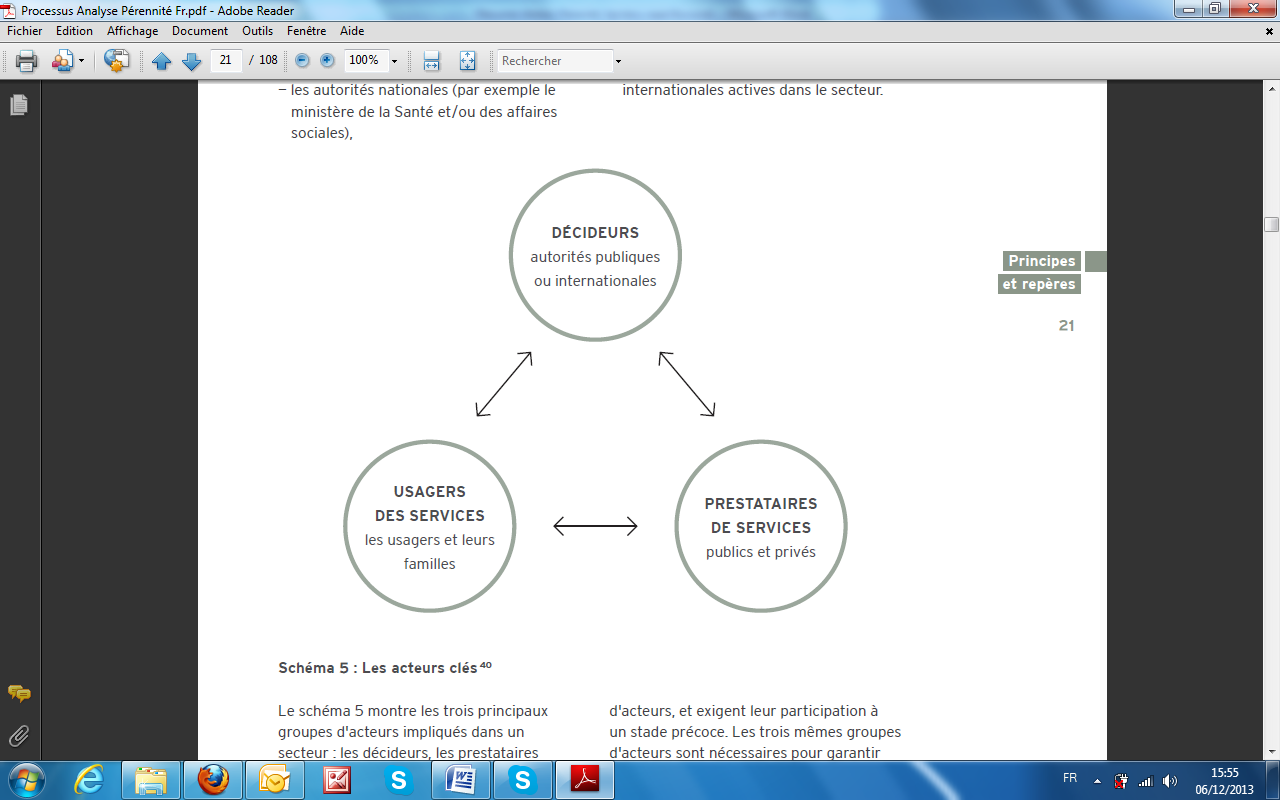 Processus Analyse Pérennité Fr.pdf - Adobe Reader
Fichier Edition Affichage Document Outils Fenêtre Aide
21 / 108 100% Rechercher
– les autorités nationales (par exemple le
ministère de la Santé et/ou des affaires
sociales),
internationales actives dans le secteur.
DÉCIDEURS
autorités publiques
ou internationales
Principes
et repères
21
USAGERS
DES SERVICES
les usagers et leurs
familles
PRESTATAIRES
DE SERVICES
publics et privés
Schéma 5 : Les acteurs clés 40
Le schéma 5 montre les trois principaux
groupes d'acteurs impliqués dans un
secteur : les décideurs, les prestataires
d'acteurs, et exigent leur participation à
un stade précoce. Les trois mêmes groupes
d'acteurs sont nécessaires pour garantir
FR
15:55
06/12/2013